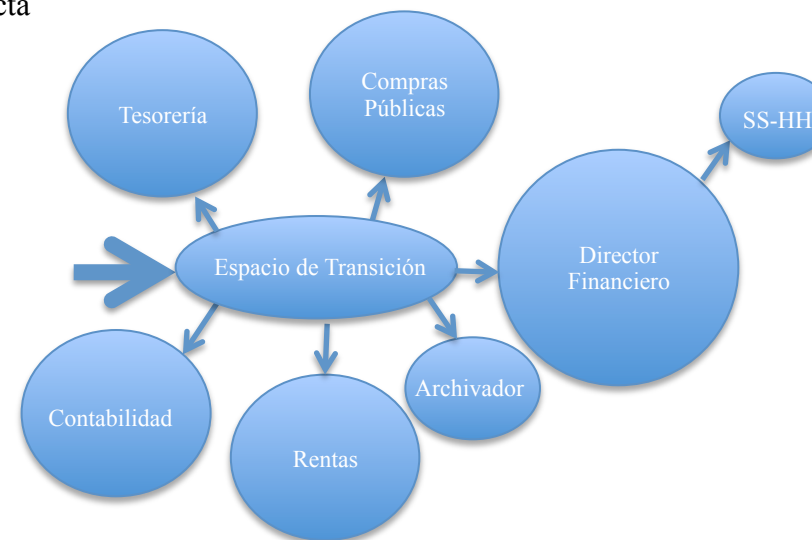 Compras
Públicas
Tesorería
SS-HH
Espacio de Transición
Director
Financiero
Archivador
Contabilidad
Rentas